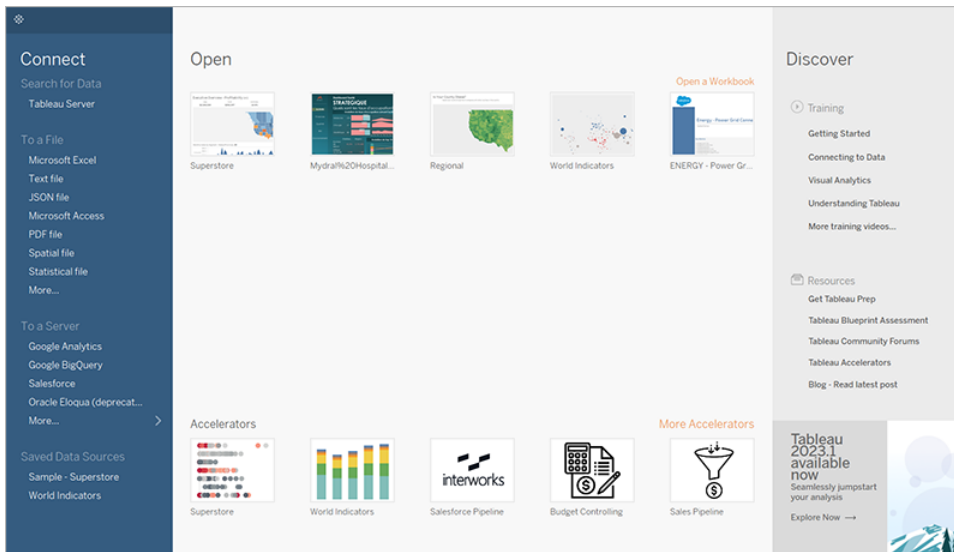 Connect
Search for Data
Tableau Server
To a File
Microsoft Excel
Text file
JSON file
Microsoft Access
PDF file
Spatial file
Statistical file
More...
To a Server
Google Analytics
Google BigQuery
Salesforce
Oracle Eloqua (deprecat...
More...
Saved Data Sources
Sample - Superstore
World Indicators
Open
Open a Workbook
STRATEGIQUE
Energy - Power Grid
Superstore
Mydral%20Hospital...
Regional
World Indicators
ENERGY - Power Gr...
Accelerators
More Accelerators
interworks
Superstore
World Indicators
Salesforce Pipeline
Budget Controlling
Sales Pipeline
Discover
Training
Getting Started
Connecting to Data
Visual Analytics
Understanding Tableau
More training videos...
Resources
Get Tableau Prep
Tableau Blueprint Assessment
Tableau Community Forums
Tableau Accelerators
Blog - Read latest post
Tableau
2023.1
available
now
Seamlessly jumpstart
your analysis
Explore Now →